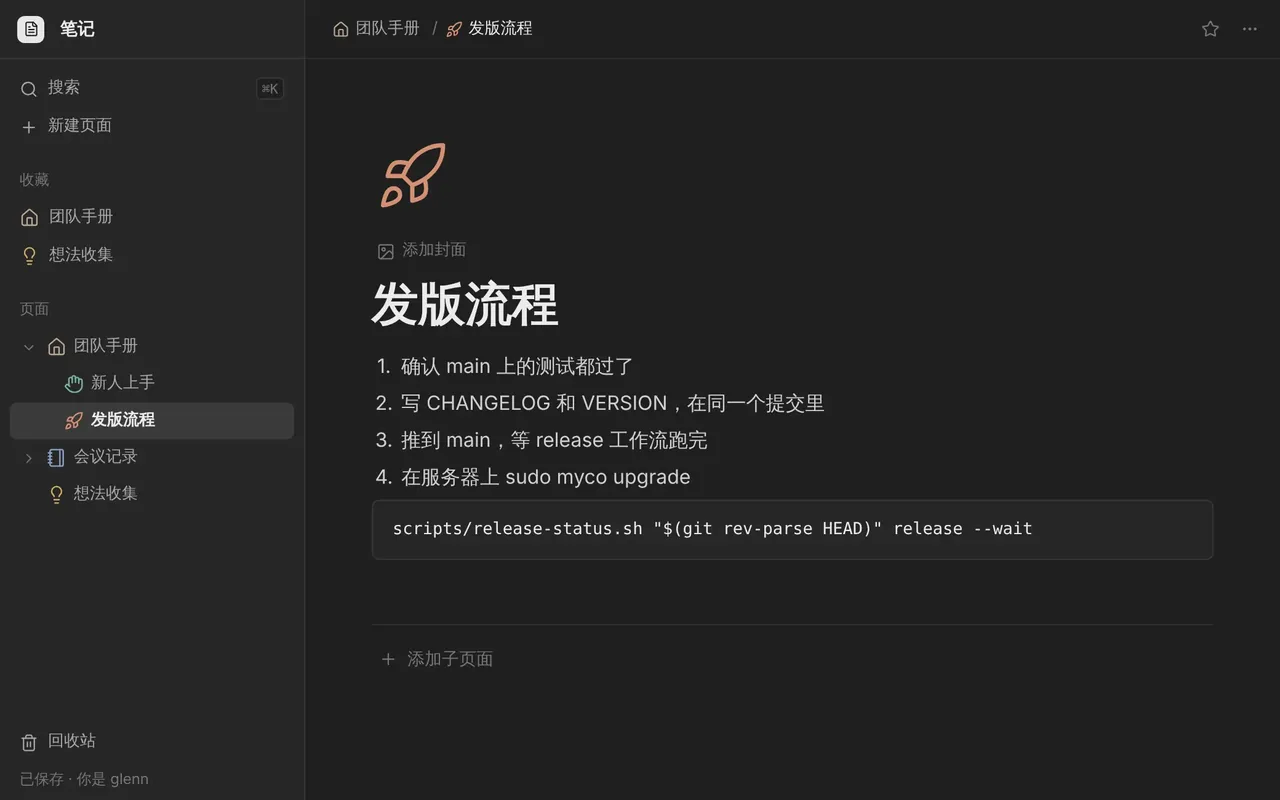 笔记
搜索 ⌘K
新建页面
收藏
团队手册
想法收集
页面
团队手册
新人上手
发版流程
会议记录
想法收集
回收站
已保存 · 你是 glenn
团队手册 / 发版流程
添加封面
发版流程
1. 确认 main 上的测试都过了
2. 写 CHANGELOG 和 VERSION，在同一个提交里
3. 推到 main，等 release 工作流跑完
4. 在服务器上 sudo myco upgrade
scripts/release-status.sh "$(git rev-parse HEAD)" release --wait
添加子页面